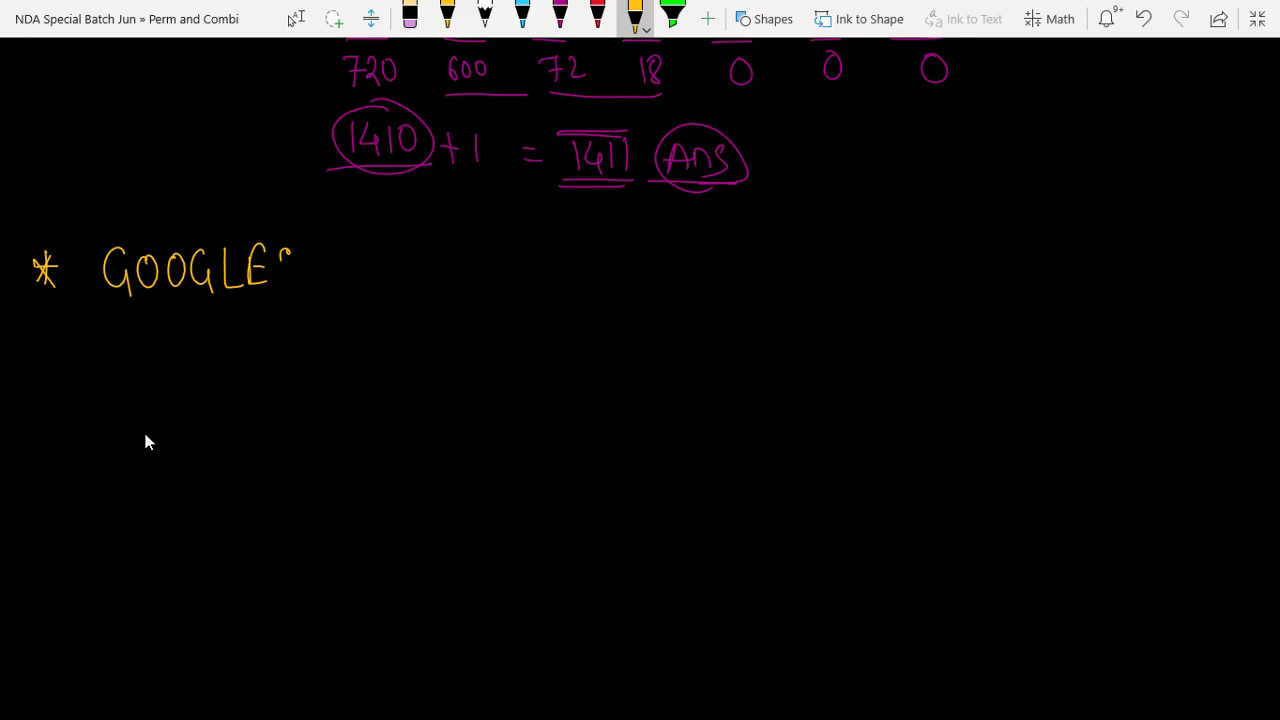 NDA Special Batch Jun » Perm and Combi
Shapes Ink to Shape Ink to Text Math 9+
720 600 72 18 0 0 0
1410 + 1 = 1411 Ans
* GOOGLE